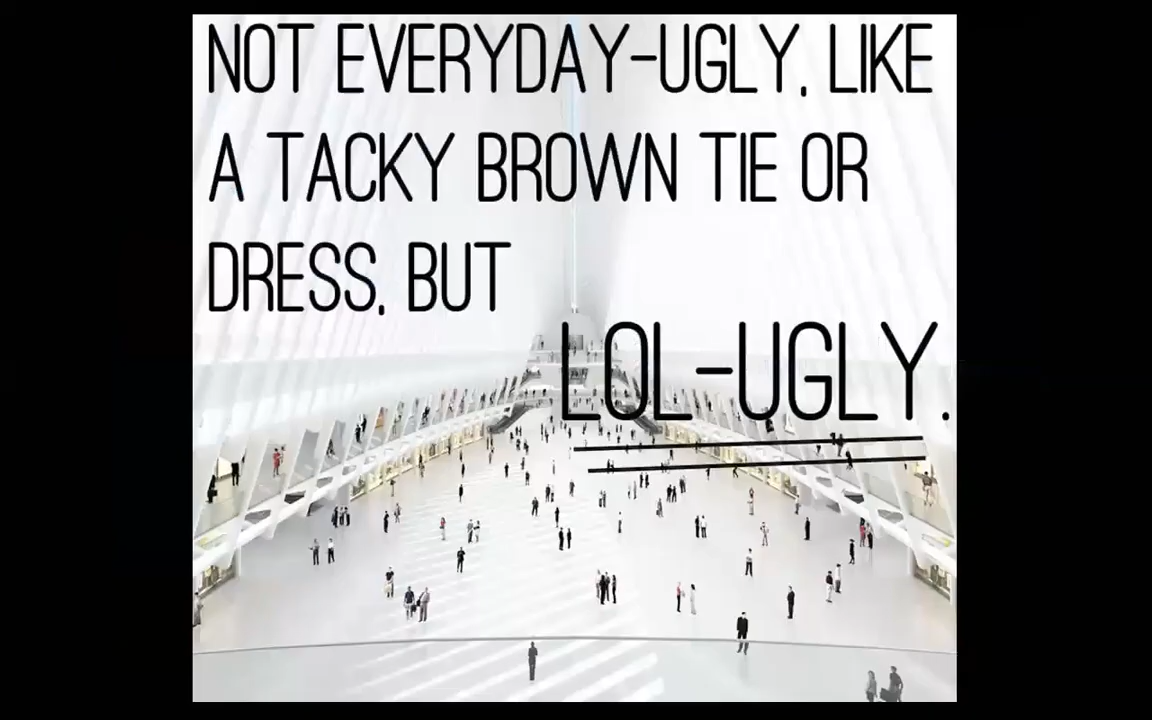 NOT EVERYDAY-UGLY, LIKE
A TACKY BROWN TIE OR
DRESS, BUT
LOL-UGLY.